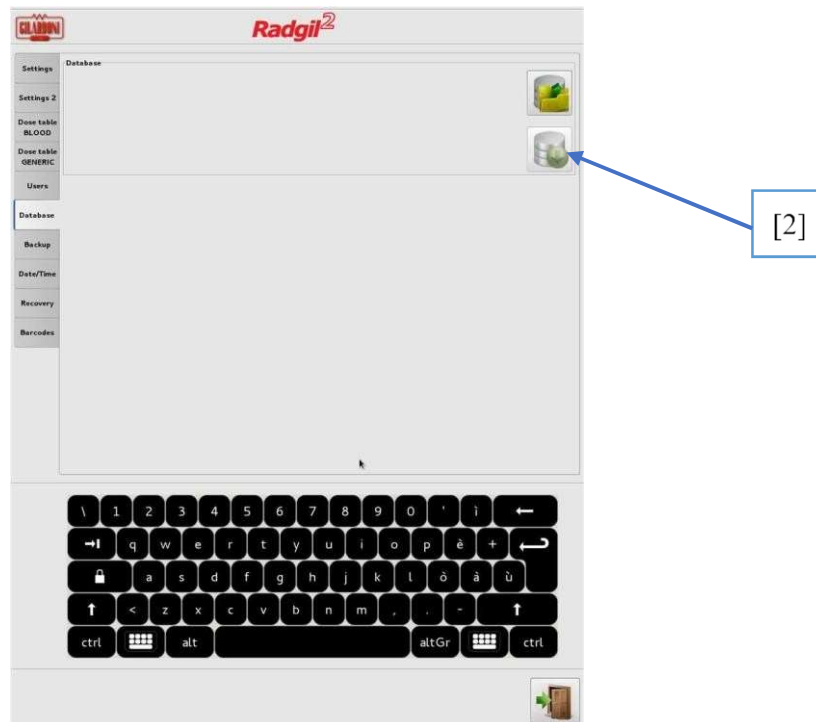 GILARDONI
Radgil2
Settings
Database
Settings 2
Dose table
BLOOD
Dose table
GENERIC
Users
Database
Backup
Date/Time
Recovery
Barcodes
[2]
\ 1 2 3 4 5 6 7 8 9 0 ' ì
q w e r t y u i o p è +
a s d f g h j k l ò à ù
< z x c v b n m , . -
ctrl alt altGr ctrl